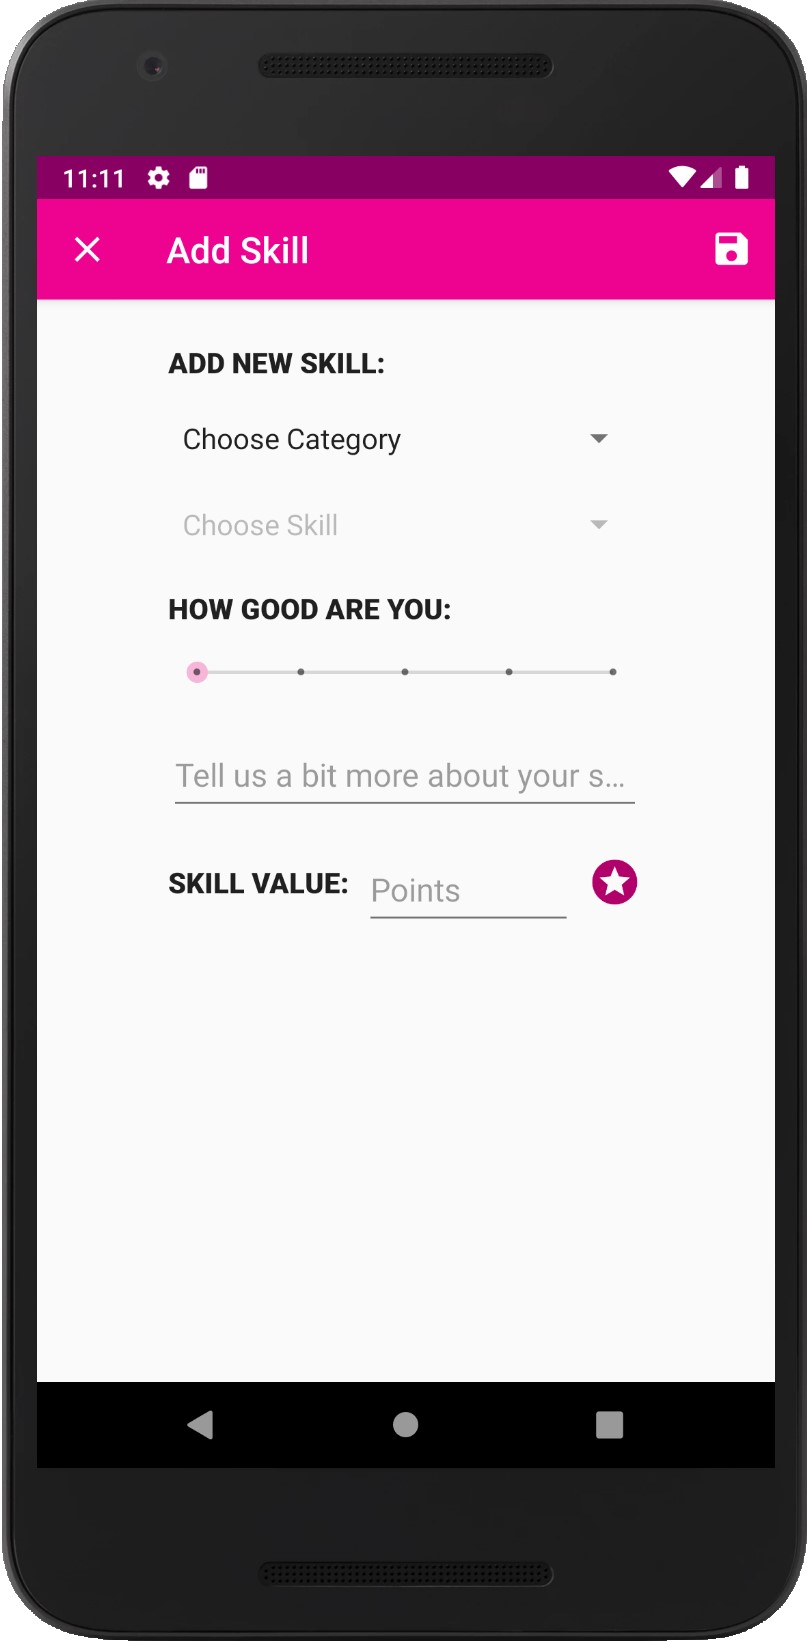 11:11
Add Skill
ADD NEW SKILL:
Choose Category
Choose Skill
HOW GOOD ARE YOU:
Tell us a bit more about your s...
SKILL VALUE: Points